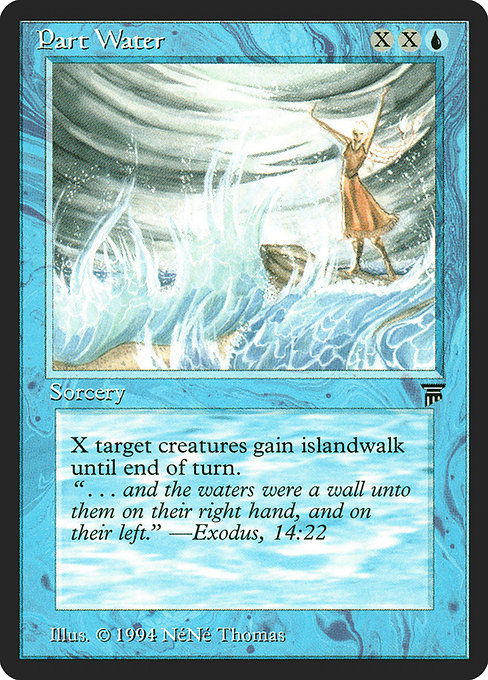 Part Water X X
Sorcery
X target creatures gain islandwalk
until end of turn.
“. . . and the waters were a wall unto
them on their right hand, and on
their left.” —Exodus, 14:22
Illus. © 1994 NéNé Thomas